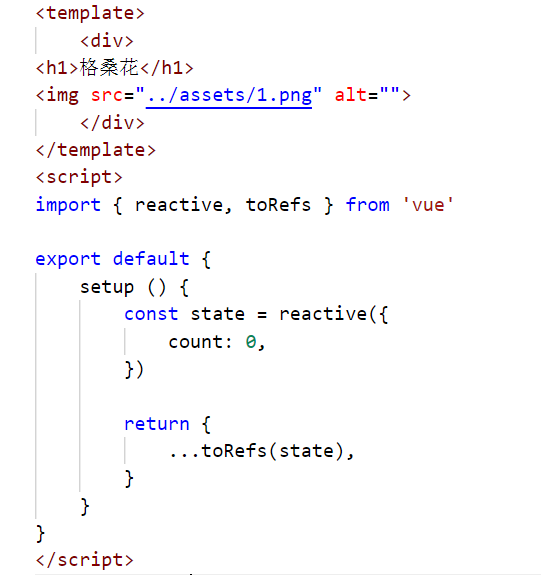 <template>
    <div>
<h1>格桑花</h1>
<img src="../assets/1.png" alt="">
    </div>
</template>
<script>
import { reactive, toRefs } from 'vue'

export default {
    setup () {
        const state = reactive({
            count: 0,
        })

        return {
            ...toRefs(state),
        }
    }
}
</script>